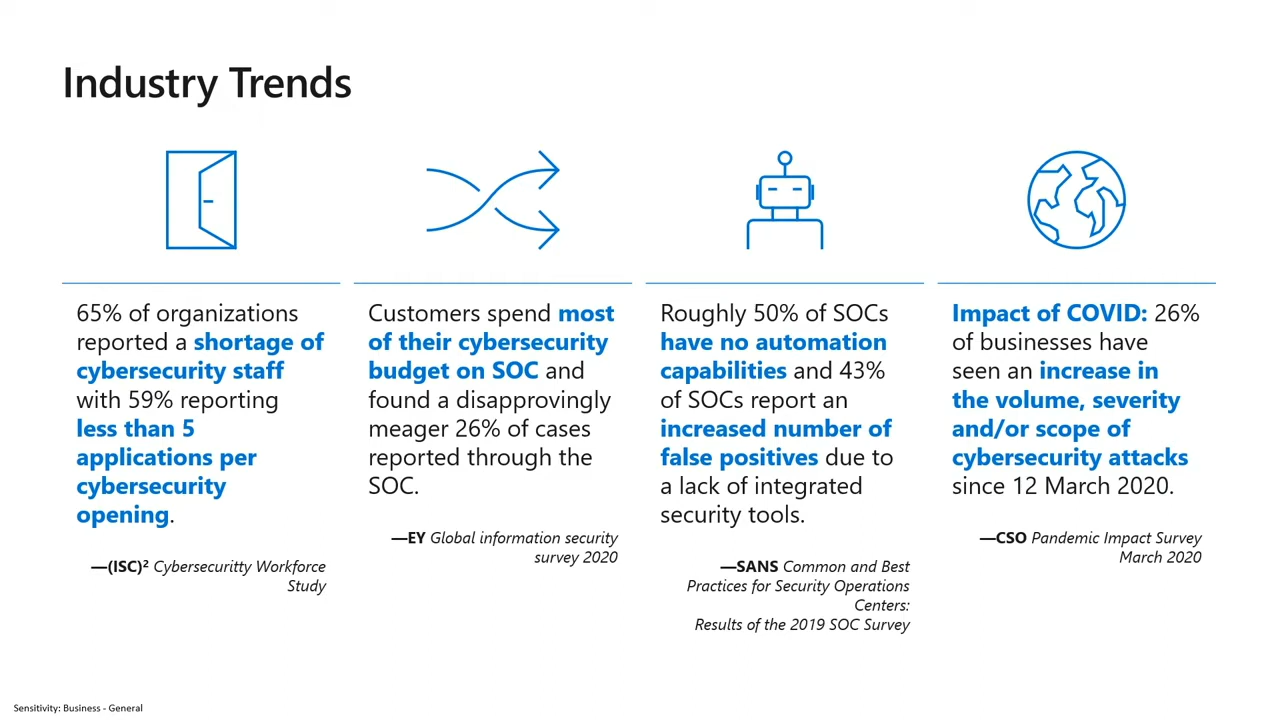 Industry Trends
65% of organizations
reported a shortage of
cybersecurity staff
with 59% reporting
less than 5
applications per
cybersecurity
opening.
—(ISC)² Cybersecuritty Workforce
Study
Customers spend most
of their cybersecurity
budget on SOC and
found a disapprovingly
meager 26% of cases
reported through the
SOC.
—EY Global information security
survey 2020
Roughly 50% of SOCs
have no automation
capabilities and 43%
of SOCs report an
increased number of
false positives due to
a lack of integrated
security tools.
—SANS Common and Best
Practices for Security Operations
Centers:
Results of the 2019 SOC Survey
Impact of COVID: 26%
of businesses have
seen an increase in
the volume, severity
and/or scope of
cybersecurity attacks
since 12 March 2020.
—CSO Pandemic Impact Survey
March 2020
Sensitivity: Business - General